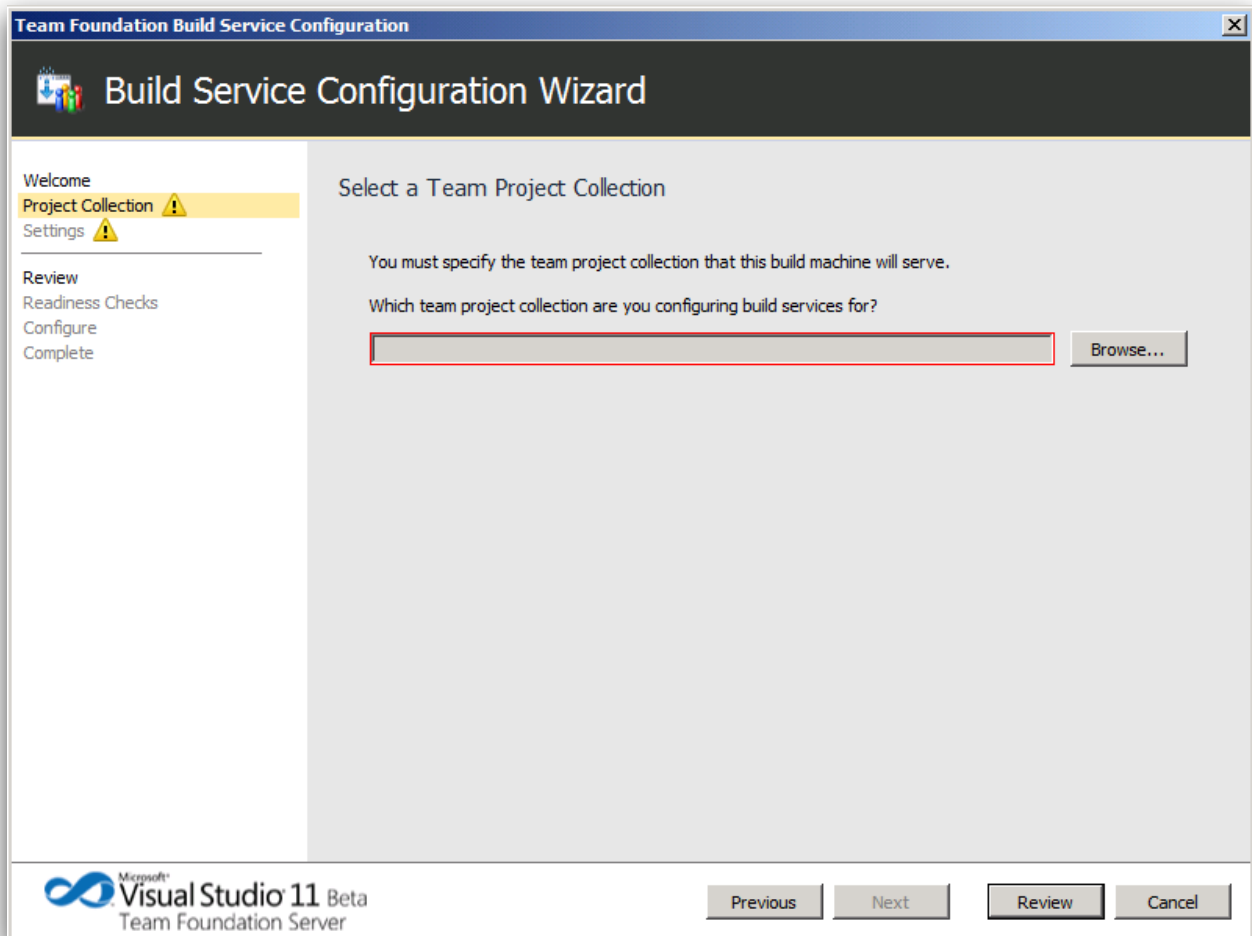 Team Foundation Build Service Configuration
Build Service Configuration Wizard
Welcome
Project Collection
Settings
Review
Readiness Checks
Configure
Complete
Select a Team Project Collection
You must specify the team project collection that this build machine will serve.
Which team project collection are you configuring build services for?
Browse...
Microsoft®
Visual Studio® 11 Beta
Team Foundation Server
Previous
Next
Review
Cancel